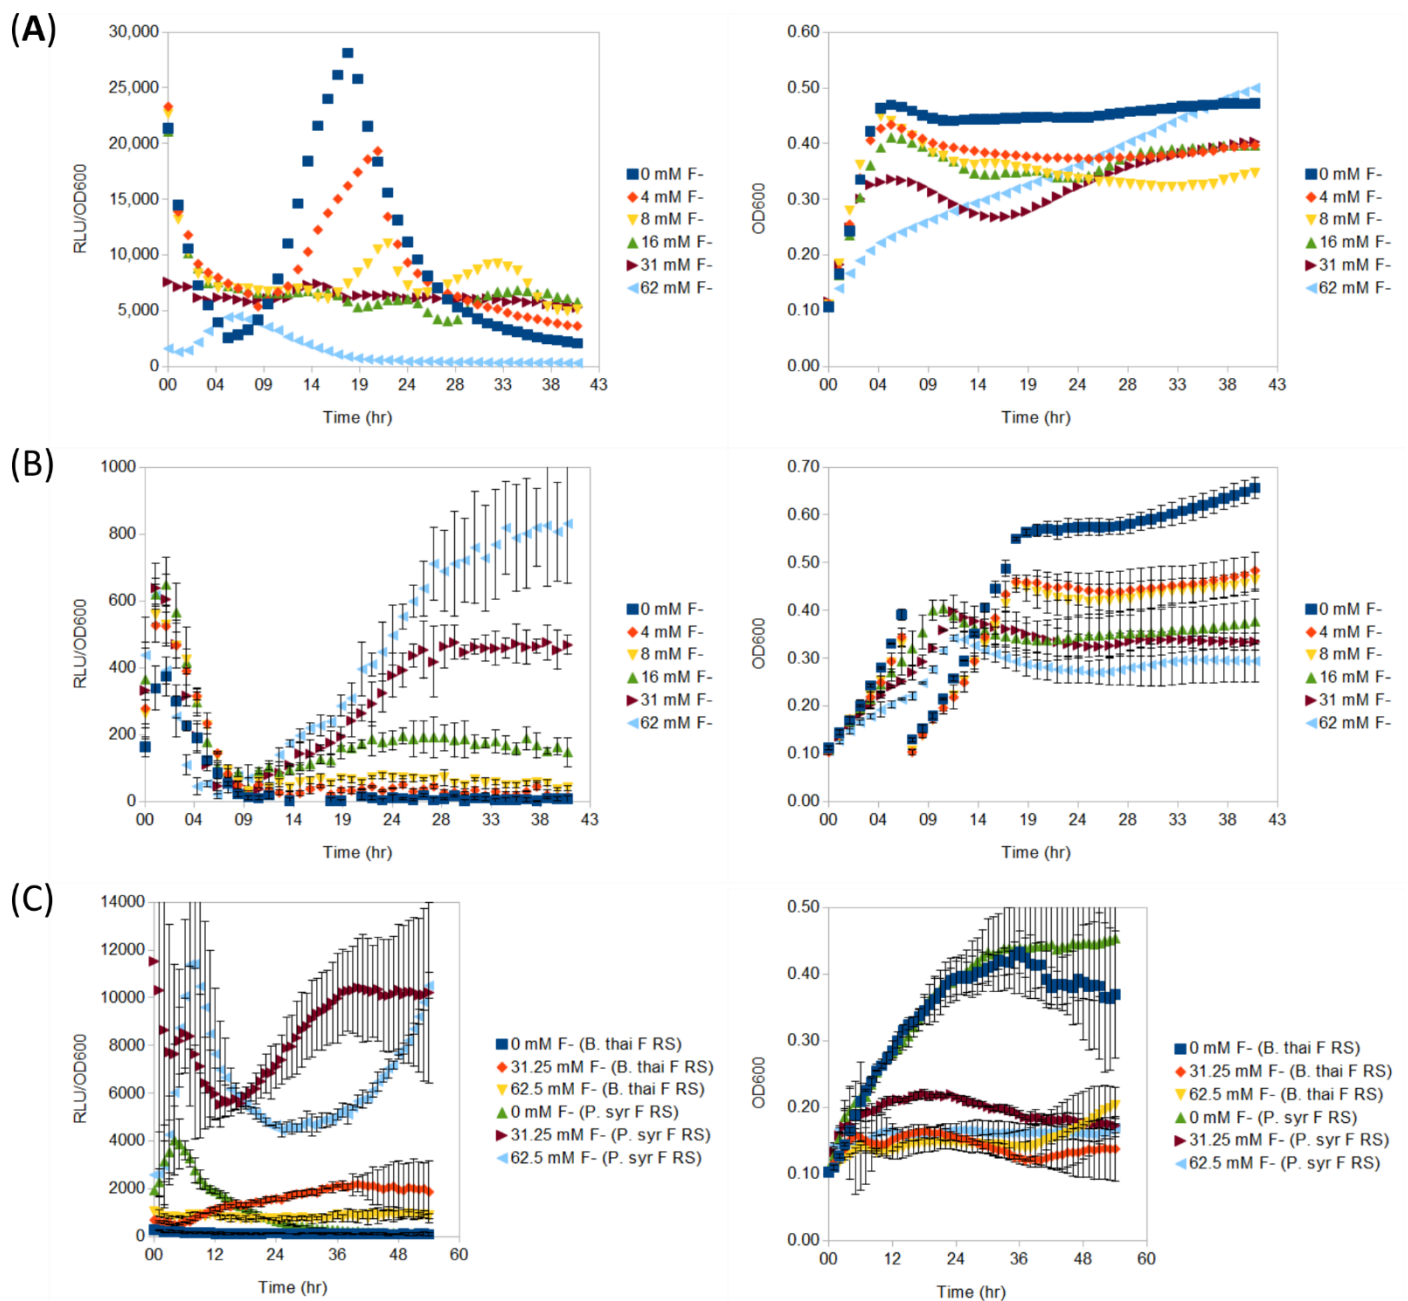 (A)
30,000
25,000
20,000
15,000
10,000
5,000
0
RLU/OD600
00 04 09 14 19 24 28 33 38 43
Time (hr)
0 mM F-
4 mM F-
8 mM F-
16 mM F-
31 mM F-
62 mM F-
0.60
0.50
0.40
0.30
0.20
0.10
0.00
OD600
00 04 09 14 19 24 28 33 38 43
Time (hr)
0 mM F-
4 mM F-
8 mM F-
16 mM F-
31 mM F-
62 mM F-
(B)
1000
800
600
400
200
0
RLU/OD600
00 04 09 14 19 24 28 33 38 43
Time (hr)
0 mM F-
4 mM F-
8 mM F-
16 mM F-
31 mM F-
62 mM F-
0.70
0.60
0.50
0.40
0.30
0.20
0.10
0.00
OD600
00 04 09 14 19 24 28 33 38 43
Time (hr)
0 mM F-
4 mM F-
8 mM F-
16 mM F-
31 mM F-
62 mM F-
(C)
14000
12000
10000
8000
6000
4000
2000
0
RLU/OD600
00 12 24 36 48 60
Time (hr)
0 mM F- (B. thai F RS)
31.25 mM F- (B. thai F RS)
62.5 mM F- (B. thai F RS)
0 mM F- (P. syr F RS)
31.25 mM F- (P. syr F RS)
62.5 mM F- (P. syr F RS)
0.50
0.40
0.30
0.20
0.10
0.00
OD600
00 12 24 36 48 60
Time (hr)
0 mM F- (B. thai F RS)
31.25 mM F- (B. thai F RS)
62.5 mM F- (B. thai F RS)
0 mM F- (P. syr F RS)
31.25 mM F- (P. syr F RS)
62.5 mM F- (P. syr F RS)